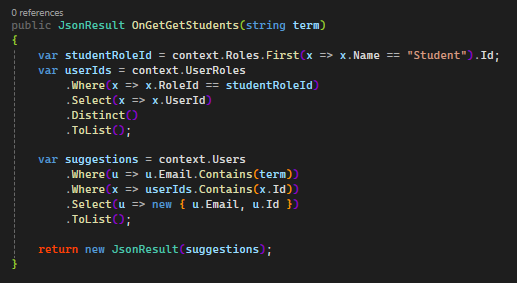 0 references
public JsonResult OnGetGetStudents(string term)
{
    var studentRoleId = context.Roles.First(x => x.Name == "Student").Id;
    var userIds = context.UserRoles
        .Where(x => x.RoleId == studentRoleId)
        .Select(x => x.UserId)
        .Distinct()
        .ToList();

    var suggestions = context.Users
        .Where(u => u.Email.Contains(term))
        .Where(x => userIds.Contains(x.Id))
        .Select(u => new { u.Email, u.Id })
        .ToList();

    return new JsonResult(suggestions);
}